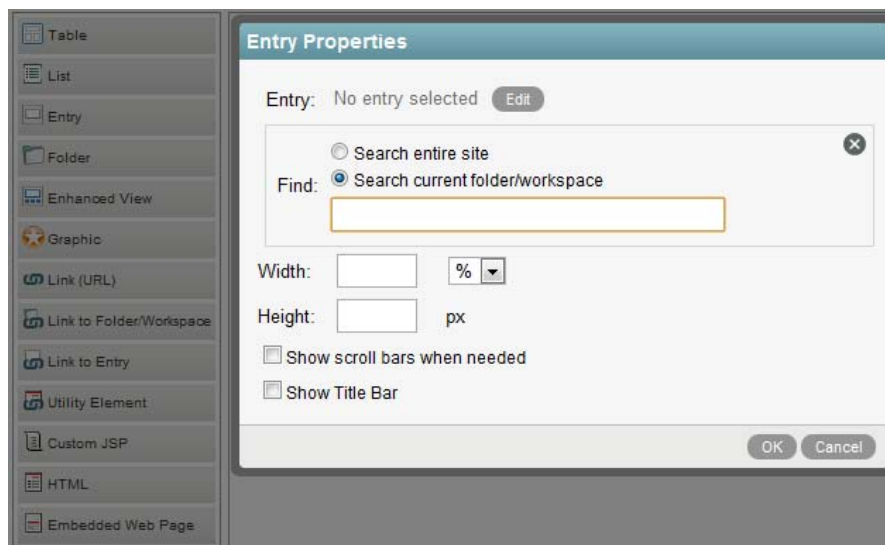 Table
List
Entry
Folder
Enhanced View
Graphic
Link (URL)
Link to Folder/Workspace
Link to Entry
Utility Element
Custom JSP
HTML
Embedded Web Page
Entry Properties
Entry: No entry selected Edit
Search entire site
Find: Search current folder/workspace
Width: %
Height: px
Show scroll bars when needed
Show Title Bar
OK Cancel